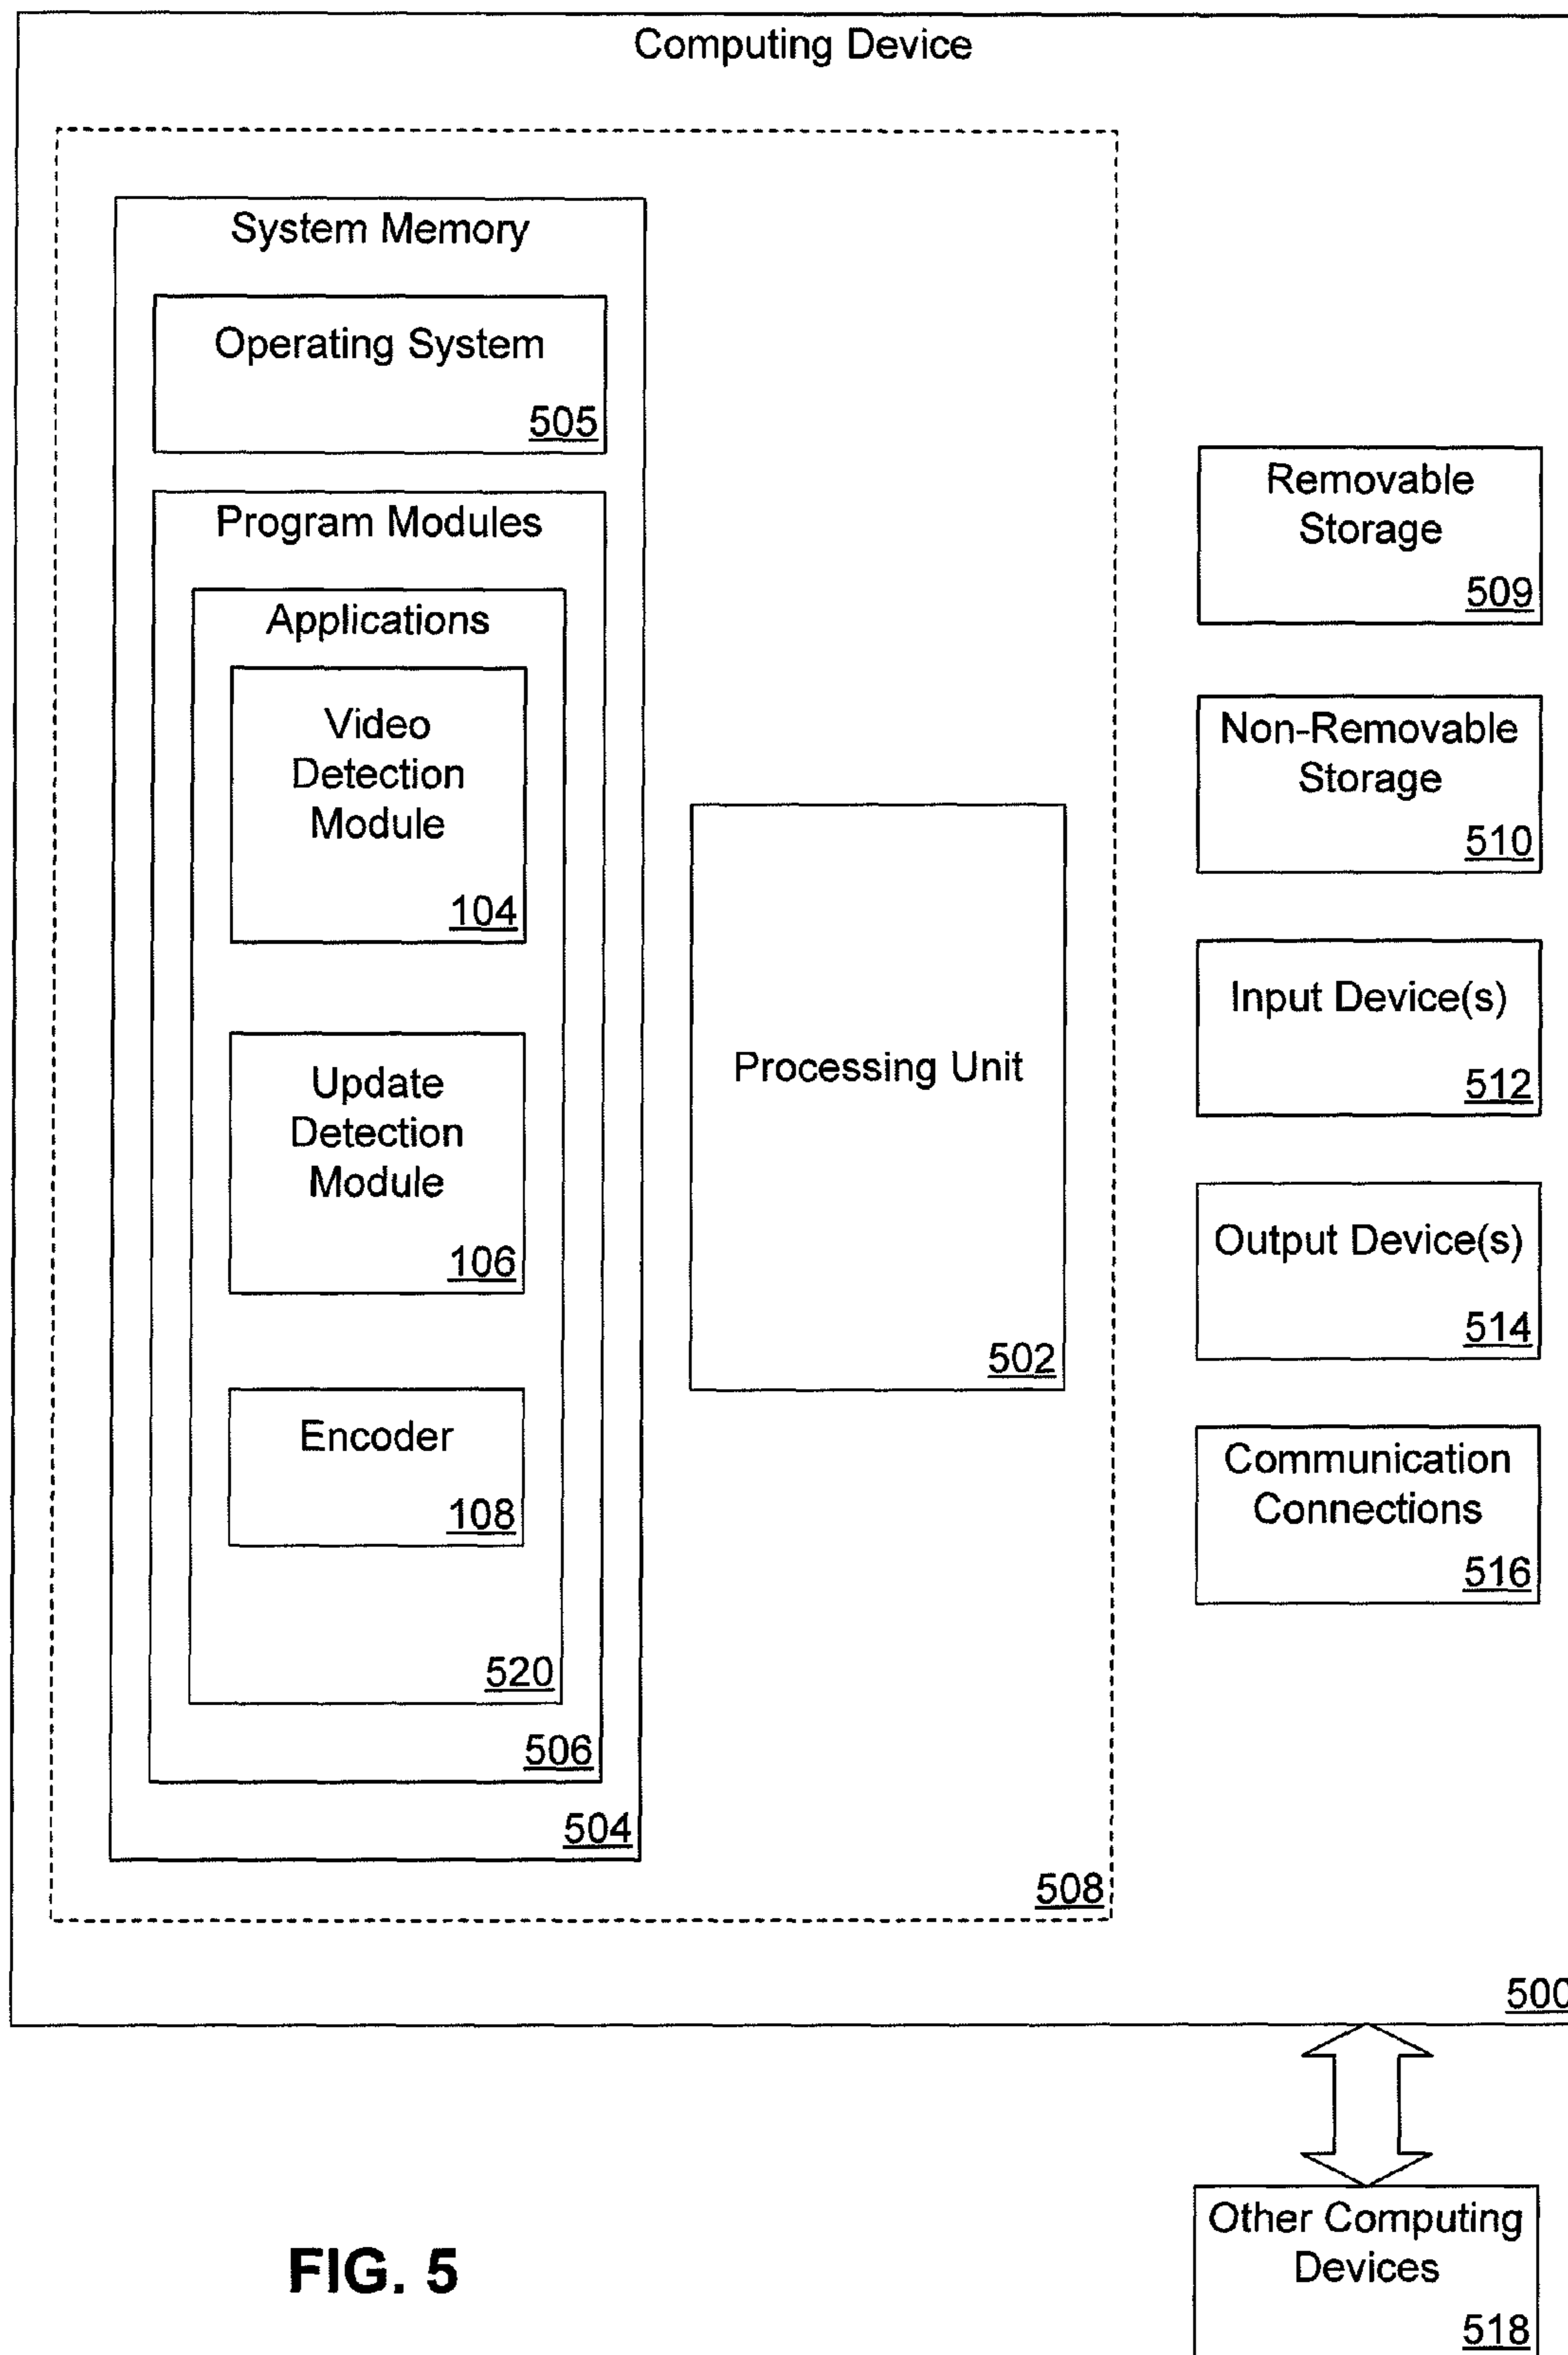 Computing Device
System Memory
Operating System
505
Program Modules
Applications
Video
Detection
Module
104
Update
Detection
Module
106
Encoder
108
520
506
504
Processing Unit
502
508
Removable
Storage
509
Non-Removable
Storage
510
Input Device(s)
512
Output Device(s)
514
Communication
Connections
516
500
Other Computing
Devices
518
FIG. 5